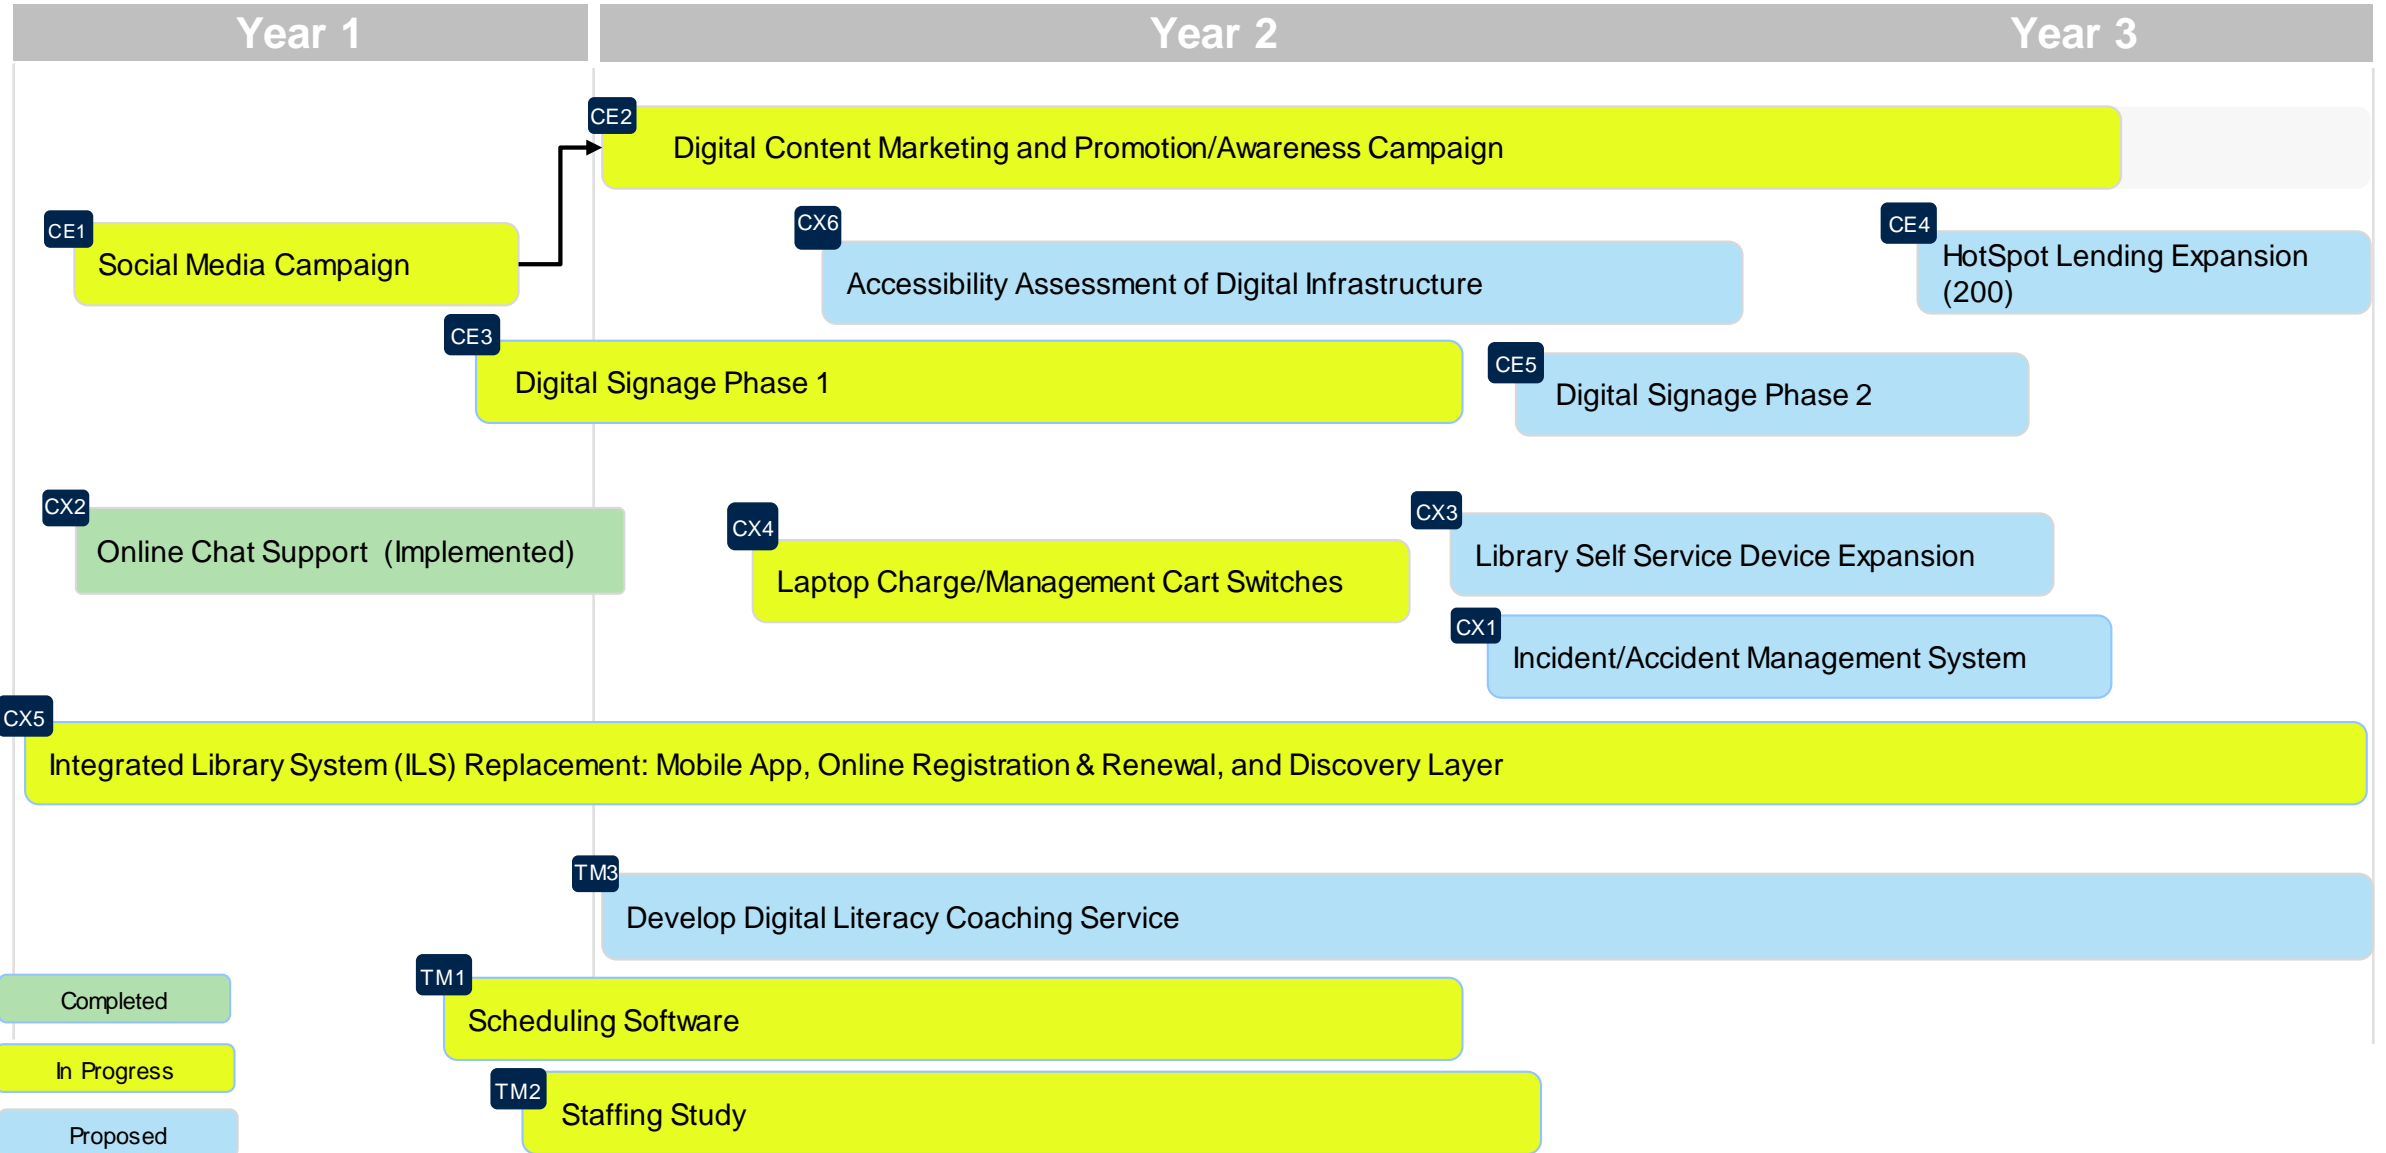 Year 1
Year 2
Year 3
CE2
Digital Content Marketing and Promotion/Awareness Campaign
CE1
Social Media Campaign
CX6
Accessibility Assessment of Digital Infrastructure
CE4
HotSpot Lending Expansion
(200)
CE3
Digital Signage Phase 1
CE5
Digital Signage Phase 2
CX2
Online Chat Support (Implemented)
CX4
Laptop Charge/Management Cart Switches
CX3
Library Self Service Device Expansion
CX1
Incident/Accident Management System
CX5
Integrated Library System (ILS) Replacement: Mobile App, Online Registration & Renewal, and Discovery Layer
TM3
Develop Digital Literacy Coaching Service
TM1
Scheduling Software
TM2
Staffing Study
Completed
In Progress
Proposed